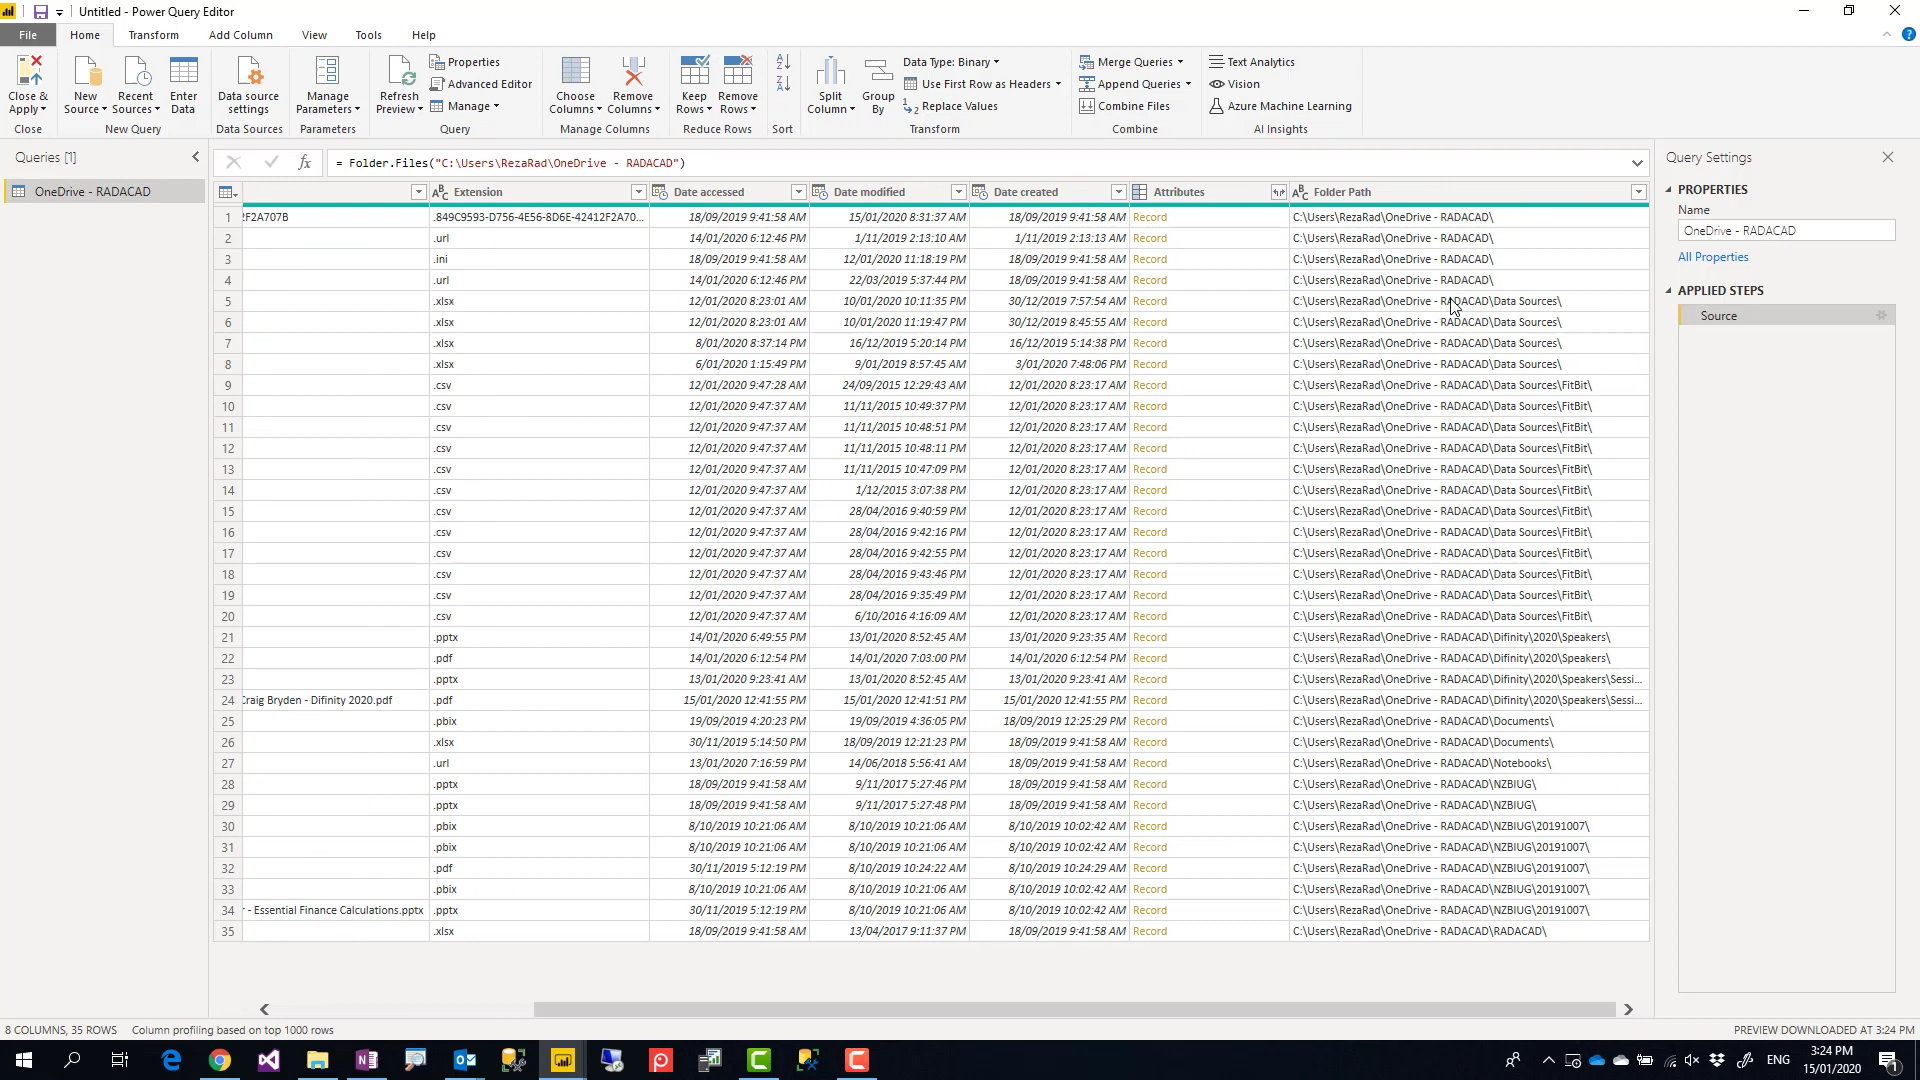 Untitled - Power Query Editor
File Home Transform Add Column View Tools Help
Close & Apply
New Source
Recent Sources
Enter Data
Data source settings
Manage Parameters
Refresh Preview
Properties
Advanced Editor
Manage
Choose Columns
Remove Columns
Keep Rows
Remove Rows
Split Column
Group By
Data Type: Binary
Use First Row as Headers
Replace Values
Merge Queries
Append Queries
Combine Files
Text Analytics
Vision
Azure Machine Learning
Close New Query Data Sources Parameters Query Manage Columns Reduce Rows Sort Transform Combine AI Insights
Queries [1]
OneDrive - RADACAD
= Folder.Files("C:\Users\RezaRad\OneDrive - RADACAD")
Extension Date accessed Date modified Date created Attributes Folder Path
1 2F2A707B .849C9593-D756-4E56-8D6E-42412F2A70... 18/09/2019 9:41:58 AM 15/01/2020 8:31:37 AM 18/09/2019 9:41:58 AM Record C:\Users\RezaRad\OneDrive - RADACAD\
2 .url 14/01/2020 6:12:46 PM 1/11/2019 2:13:10 AM 1/11/2019 2:13:13 AM Record C:\Users\RezaRad\OneDrive - RADACAD\
3 .ini 18/09/2019 9:41:58 AM 12/01/2020 11:18:19 PM 18/09/2019 9:41:58 AM Record C:\Users\RezaRad\OneDrive - RADACAD\
4 .url 14/01/2020 6:12:46 PM 22/03/2019 5:37:44 PM 18/09/2019 9:41:58 AM Record C:\Users\RezaRad\OneDrive - RADACAD\
5 .xlsx 12/01/2020 8:23:01 AM 10/01/2020 10:11:35 PM 30/12/2019 7:57:54 AM Record C:\Users\RezaRad\OneDrive - RADACAD\Data Sources\
6 .xlsx 12/01/2020 8:23:01 AM 10/01/2020 11:19:47 PM 30/12/2019 8:45:55 AM Record C:\Users\RezaRad\OneDrive - RADACAD\Data Sources\
7 .xlsx 8/01/2020 8:37:14 PM 16/12/2019 5:20:14 PM 16/12/2019 5:14:38 PM Record C:\Users\RezaRad\OneDrive - RADACAD\Data Sources\
8 .xlsx 6/01/2020 1:15:49 PM 9/01/2019 8:57:45 AM 3/01/2020 7:48:06 PM Record C:\Users\RezaRad\OneDrive - RADACAD\Data Sources\
9 .csv 12/01/2020 9:47:28 AM 24/09/2015 12:29:43 AM 12/01/2020 8:23:17 AM Record C:\Users\RezaRad\OneDrive - RADACAD\Data Sources\FitBit\
10 .csv 12/01/2020 9:47:37 AM 11/11/2015 10:49:37 PM 12/01/2020 8:23:17 AM Record C:\Users\RezaRad\OneDrive - RADACAD\Data Sources\FitBit\
11 .csv 12/01/2020 9:47:37 AM 11/11/2015 10:48:51 PM 12/01/2020 8:23:17 AM Record C:\Users\RezaRad\OneDrive - RADACAD\Data Sources\FitBit\
12 .csv 12/01/2020 9:47:37 AM 11/11/2015 10:48:11 PM 12/01/2020 8:23:17 AM Record C:\Users\RezaRad\OneDrive - RADACAD\Data Sources\FitBit\
13 .csv 12/01/2020 9:47:37 AM 11/11/2015 10:47:09 PM 12/01/2020 8:23:17 AM Record C:\Users\RezaRad\OneDrive - RADACAD\Data Sources\FitBit\
14 .csv 12/01/2020 9:47:37 AM 1/12/2015 3:07:38 PM 12/01/2020 8:23:17 AM Record C:\Users\RezaRad\OneDrive - RADACAD\Data Sources\FitBit\
15 .csv 12/01/2020 9:47:37 AM 28/04/2016 9:40:59 PM 12/01/2020 8:23:17 AM Record C:\Users\RezaRad\OneDrive - RADACAD\Data Sources\FitBit\
16 .csv 12/01/2020 9:47:37 AM 28/04/2016 9:42:16 PM 12/01/2020 8:23:17 AM Record C:\Users\RezaRad\OneDrive - RADACAD\Data Sources\FitBit\
17 .csv 12/01/2020 9:47:37 AM 28/04/2016 9:42:55 PM 12/01/2020 8:23:17 AM Record C:\Users\RezaRad\OneDrive - RADACAD\Data Sources\FitBit\
18 .csv 12/01/2020 9:47:37 AM 28/04/2016 9:43:46 PM 12/01/2020 8:23:17 AM Record C:\Users\RezaRad\OneDrive - RADACAD\Data Sources\FitBit\
19 .csv 12/01/2020 9:47:37 AM 28/04/2016 9:35:49 PM 12/01/2020 8:23:17 AM Record C:\Users\RezaRad\OneDrive - RADACAD\Data Sources\FitBit\
20 .csv 12/01/2020 9:47:37 AM 6/10/2016 4:16:09 AM 12/01/2020 8:23:17 AM Record C:\Users\RezaRad\OneDrive - RADACAD\Data Sources\FitBit\
21 .pptx 14/01/2020 6:49:55 PM 13/01/2020 8:52:45 AM 13/01/2020 9:23:35 AM Record C:\Users\RezaRad\OneDrive - RADACAD\Difinity\2020\Speakers\
22 .pdf 14/01/2020 6:12:54 PM 14/01/2020 7:03:00 PM 14/01/2020 6:12:54 PM Record C:\Users\RezaRad\OneDrive - RADACAD\Difinity\2020\Speakers\
23 .pptx 13/01/2020 9:23:41 AM 13/01/2020 8:52:45 AM 13/01/2020 9:23:41 AM Record C:\Users\RezaRad\OneDrive - RADACAD\Difinity\2020\Speakers\Sessi...
24 Craig Bryden - Difinity 2020.pdf .pdf 15/01/2020 12:41:55 PM 15/01/2020 12:41:51 PM 15/01/2020 12:41:55 PM Record C:\Users\RezaRad\OneDrive - RADACAD\Difinity\2020\Speakers\Sessi...
25 .pbix 19/09/2019 4:20:23 PM 19/09/2019 4:36:05 PM 18/09/2019 12:25:29 PM Record C:\Users\RezaRad\OneDrive - RADACAD\Documents\
26 .xlsx 30/11/2019 5:14:50 PM 18/09/2019 12:21:23 PM 18/09/2019 9:41:58 AM Record C:\Users\RezaRad\OneDrive - RADACAD\Documents\
27 .url 13/01/2020 7:16:59 PM 14/06/2018 5:56:41 AM 18/09/2019 9:41:58 AM Record C:\Users\RezaRad\OneDrive - RADACAD\Notebooks\
28 .pptx 18/09/2019 9:41:58 AM 9/11/2017 5:27:46 PM 18/09/2019 9:41:58 AM Record C:\Users\RezaRad\OneDrive - RADACAD\NZBIUG\
29 .pptx 18/09/2019 9:41:58 AM 9/11/2017 5:27:48 PM 18/09/2019 9:41:58 AM Record C:\Users\RezaRad\OneDrive - RADACAD\NZBIUG\
30 .pbix 8/10/2019 10:21:06 AM 8/10/2019 10:21:06 AM 8/10/2019 10:02:42 AM Record C:\Users\RezaRad\OneDrive - RADACAD\NZBIUG\20191007\
31 .pbix 8/10/2019 10:21:06 AM 8/10/2019 10:21:06 AM 8/10/2019 10:02:42 AM Record C:\Users\RezaRad\OneDrive - RADACAD\NZBIUG\20191007\
32 .pdf 30/11/2019 5:12:19 PM 8/10/2019 10:24:22 AM 8/10/2019 10:24:29 AM Record C:\Users\RezaRad\OneDrive - RADACAD\NZBIUG\20191007\
33 .pbix 8/10/2019 10:21:06 AM 8/10/2019 10:21:06 AM 8/10/2019 10:02:42 AM Record C:\Users\RezaRad\OneDrive - RADACAD\NZBIUG\20191007\
34 - Essential Finance Calculations.pptx .pptx 30/11/2019 5:12:19 PM 8/10/2019 10:21:06 AM 8/10/2019 10:02:42 AM Record C:\Users\RezaRad\OneDrive - RADACAD\NZBIUG\20191007\
35 .xlsx 18/09/2019 9:41:58 AM 13/04/2017 9:11:37 PM 18/09/2019 9:41:58 AM Record C:\Users\RezaRad\OneDrive - RADACAD\RADACAD\
Query Settings
PROPERTIES
Name
OneDrive - RADACAD
All Properties
APPLIED STEPS
Source
8 COLUMNS, 35 ROWS Column profiling based on top 1000 rows
PREVIEW DOWNLOADED AT 3:24 PM
ENG
3:24 PM
15/01/2020